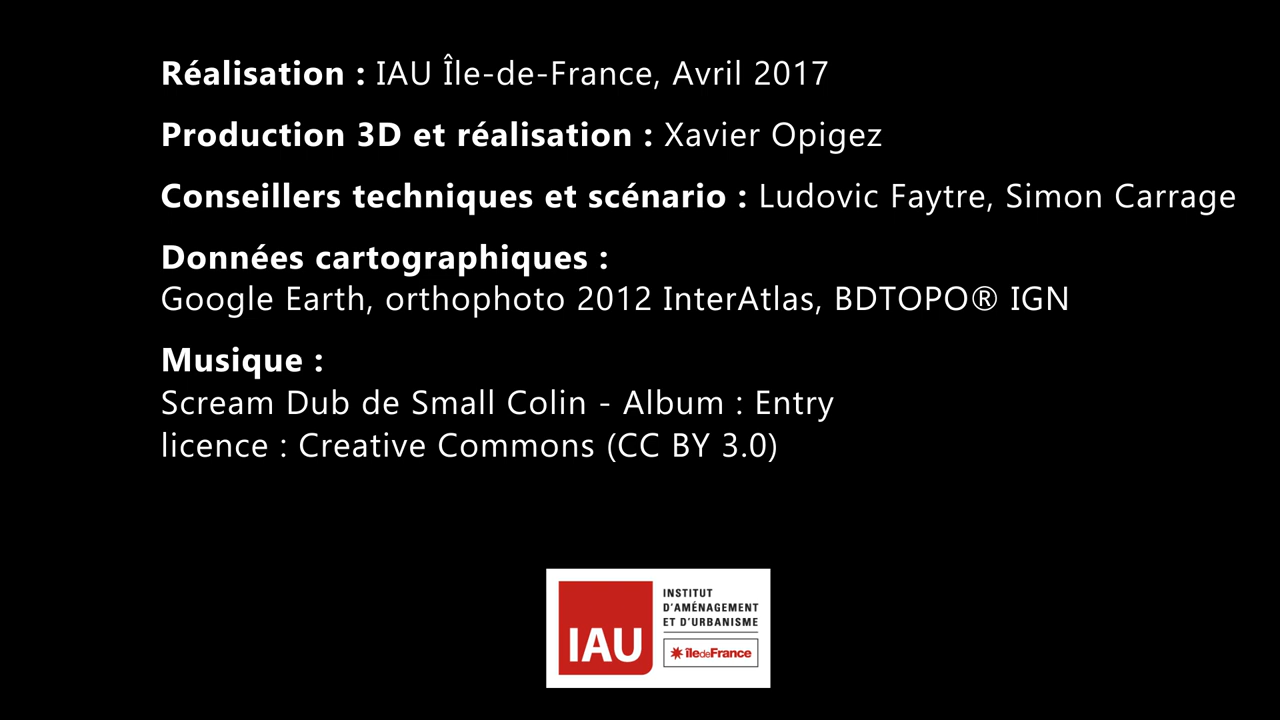 Réalisation : IAU Île-de-France, Avril 2017
Production 3D et réalisation : Xavier Opigez
Conseillers techniques et scénario : Ludovic Faytre, Simon Carrage
Données cartographiques :
Google Earth, orthophoto 2012 InterAtlas, BDTOPO® IGN
Musique :
Scream Dub de Small Colin - Album : Entry
licence : Creative Commons (CC BY 3.0)
IAU
INSTITUT
D'AMÉNAGEMENT
ET D'URBANISME
îledeFrance